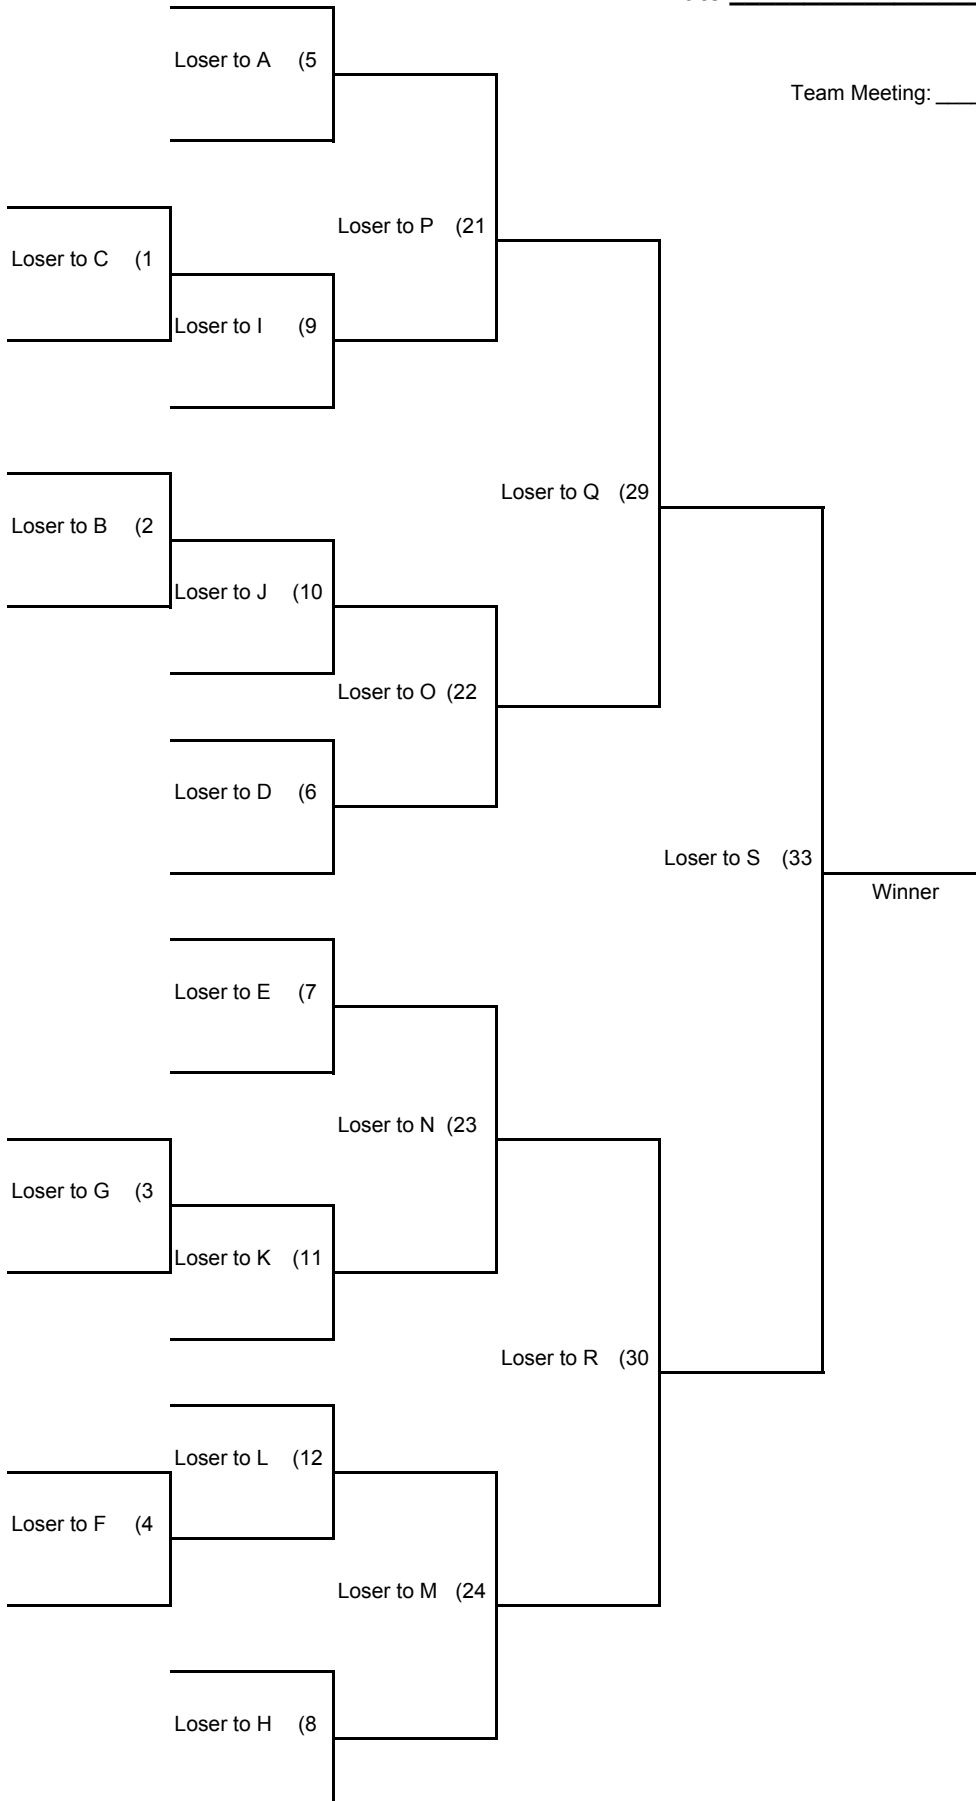 Loser to A (5
Team Meeting: ____
Loser to P (21
Loser to C (1
Loser to I (9
Loser to Q (29
Loser to B (2
Loser to J (10
Loser to O (22
Loser to D (6
Loser to S (33
Winner
Loser to E (7
Loser to N (23
Loser to G (3
Loser to K (11
Loser to R (30
Loser to L (12
Loser to F (4
Loser to M (24
Loser to H (8